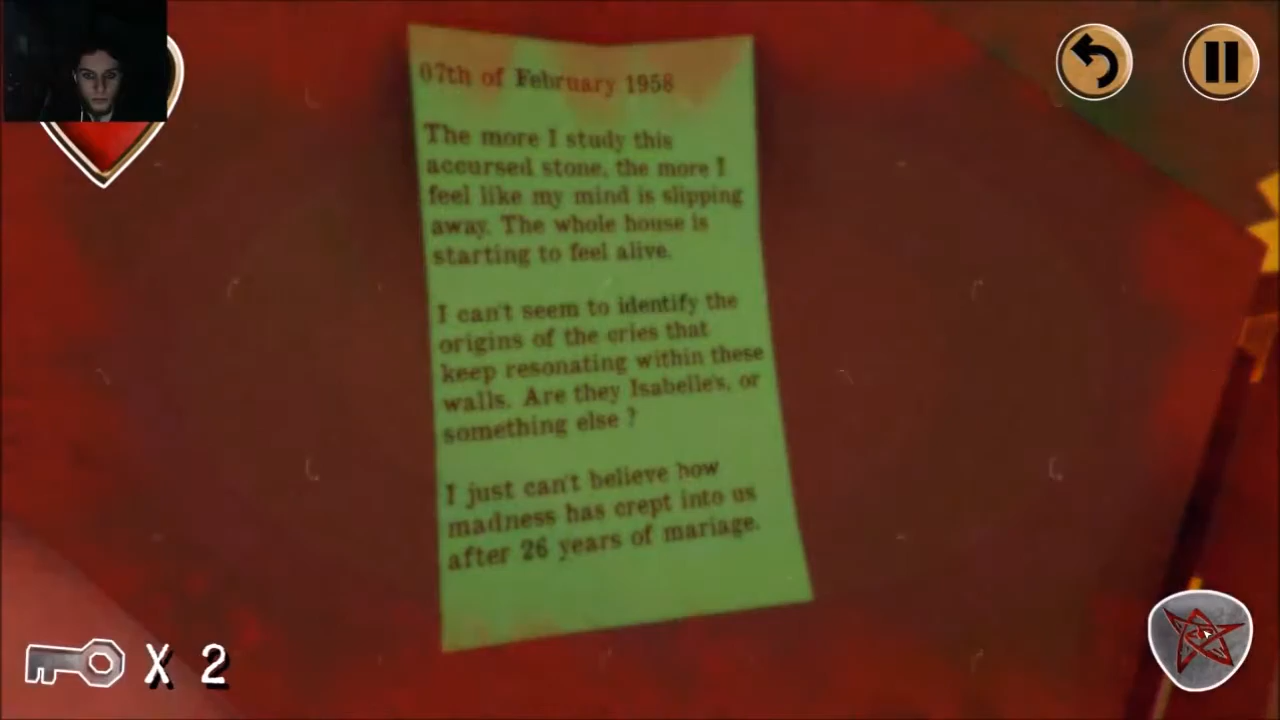 07th of February 1958
The more I study this
accursed stone, the more I
feel like my mind is slipping
away. The whole house is
starting to feel alive.
I can't seem to identify the
origins of the cries that
keep resonating within these
walls. Are they Isabelle's, or
something else ?
I just can't believe how
madness has crept into us
after 26 years of mariage.
X 2